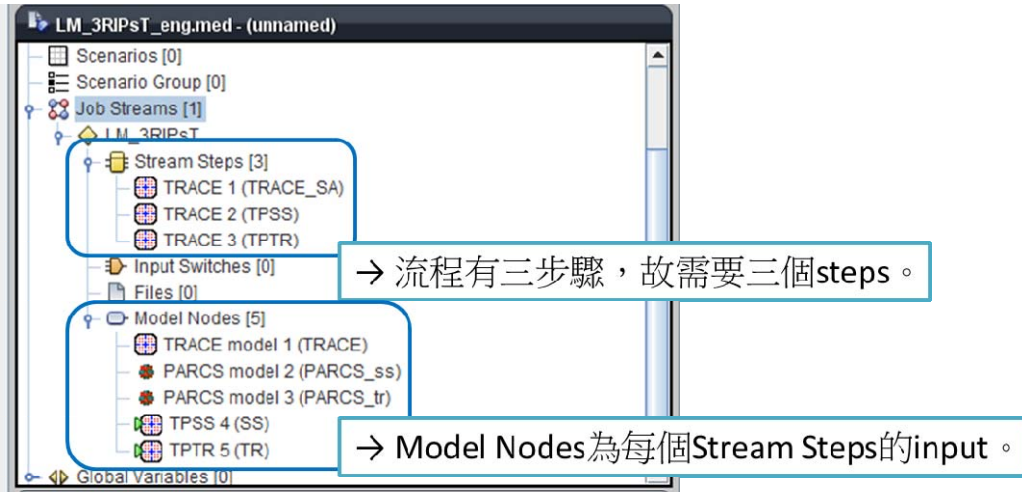 LM_3RIPsT_eng.med - (unnamed)
Scenarios [0]
Scenario Group [0]
Job Streams [1]
LM_3RIPsT
Stream Steps [3]
TRACE 1 (TRACE_SA)
TRACE 2 (TPSS)
TRACE 3 (TPTR)
→ 流程有三步驟，故需要三個steps。
Input Switches [0]
Files [0]
Model Nodes [5]
TRACE model 1 (TRACE)
PARCS model 2 (PARCS_ss)
PARCS model 3 (PARCS_tr)
TPSS 4 (SS)
TPTR 5 (TR)
→ Model Nodes為每個Stream Steps的input。
Global Variables [0]